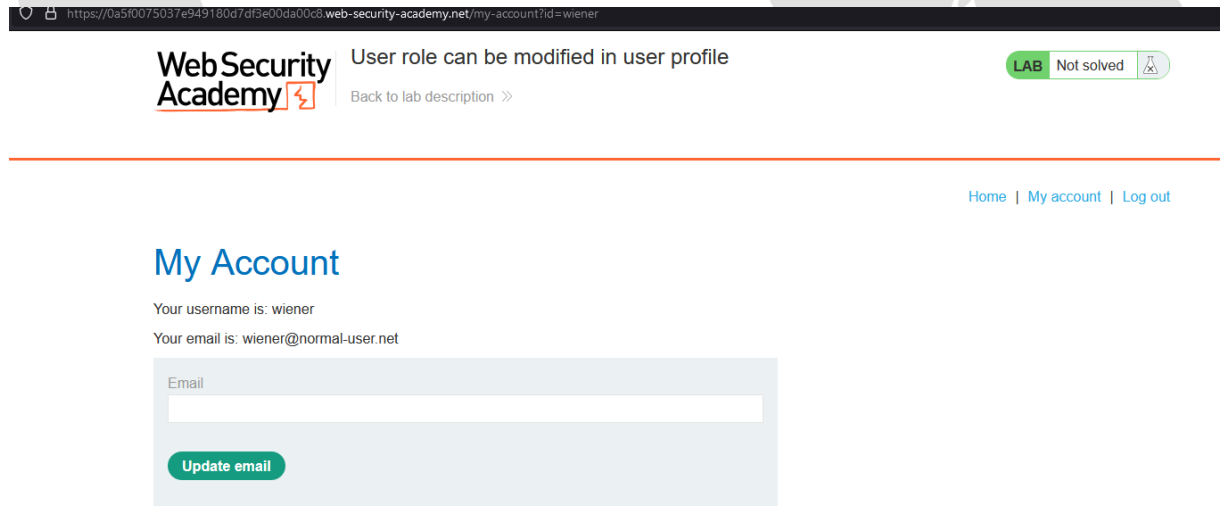 https://0a5f0075037e949180d7df3e00da00c8.web-security-academy.net/my-account?id=wiener
Web Security
Academy
User role can be modified in user profile
Back to lab description
LAB Not solved
Home | My account | Log out
My Account
Your username is: wiener
Your email is: wiener@normal-user.net
Email
Update email